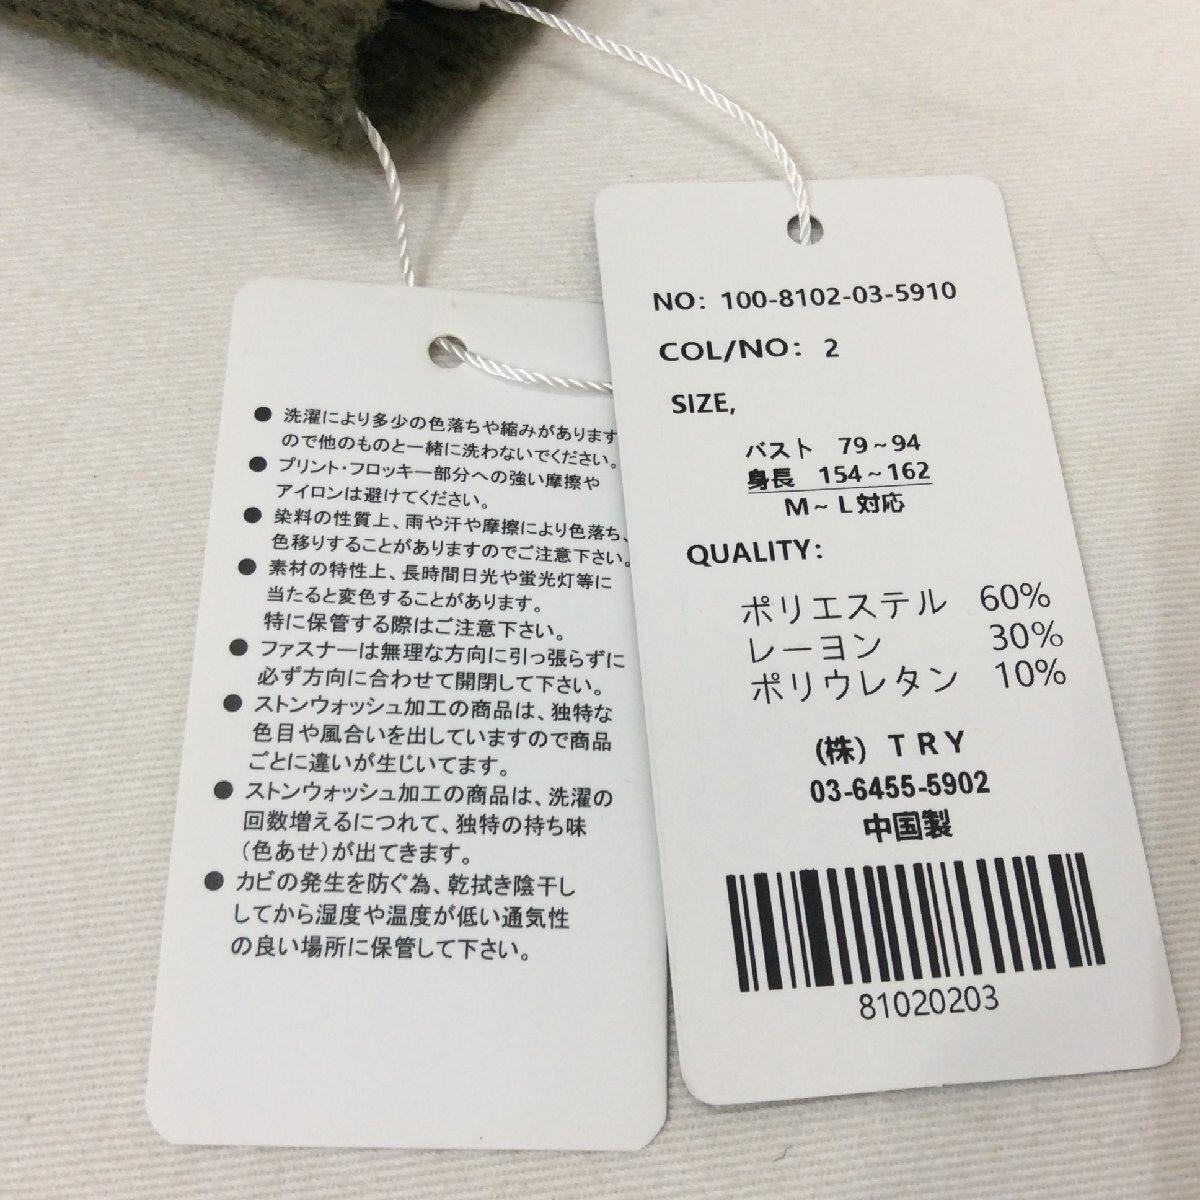 ●洗濯により多少の色落ちや縮みがあります
ので他のものと一緒に洗わないでください。
●プリント・フロッキー部分への強い摩擦や
アイロンは避けてください。
●染料の性質上、雨や汗や摩擦により色落ち、
色移りすることがありますのでご注意下さい。
●素材の特性上、長時間日光や蛍光灯等に
当たると変色することがあります。
特に保管する際はご注意下さい。
●ファスナーは無理な方向に引っ張らずに
必ず方向に合わせて開閉して下さい。
●ストンウォッシュ加工の商品は、独特な
色目や風合いを出していますので商品
ごとに違いが生じいてます。
●ストンウォッシュ加工の商品は、洗濯の
回数増えるにつれて、独特の持ち味
（色あせ）が出てきます。
●カビの発生を防ぐ為、乾拭き陰干し
してから湿度や温度が低い通気性
の良い場所に保管して下さい。
NO: 100-8102-03-5910
COL/NO: 2
SIZE,
バスト 79~94
身長 154~162
M~L対応
QUALITY:
ポリエステル 60%
レーヨン 30%
ポリウレタン 10%
(株) TRY
03-6455-5902
中国製
81020203